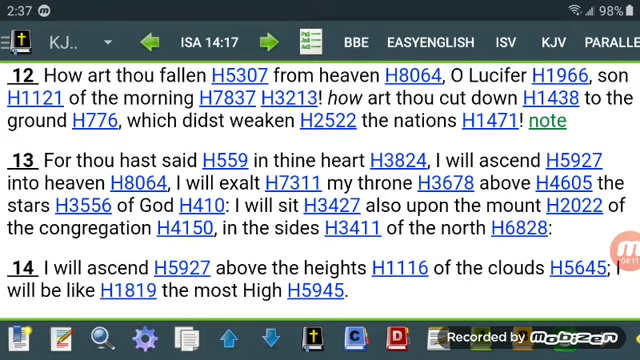 2:37 98%
KJ.. ISA 14:17 BBE EASYENGLISH ISV KJV PARALLE
12 How art thou fallen H5307 from heaven H8064, O Lucifer H1966, son
H1121 of the morning H7837 H3213! how art thou cut down H1438 to the
ground H776, which didst weaken H2522 the nations H1471! note
13 For thou hast said H559 in thine heart H3824, I will ascend H5927
into heaven H8064, I will exalt H7311 my throne H3678 above H4605 the
stars H3556 of God H410: I will sit H3427 also upon the mount H2022 of
the congregation H4150, in the sides H3411 of the north H6828:
14 I will ascend H5927 above the heights H1116 of the clouds H5645; I
will be like H1819 the most High H5945.
04:11
C D Recorded by MOBIZEN